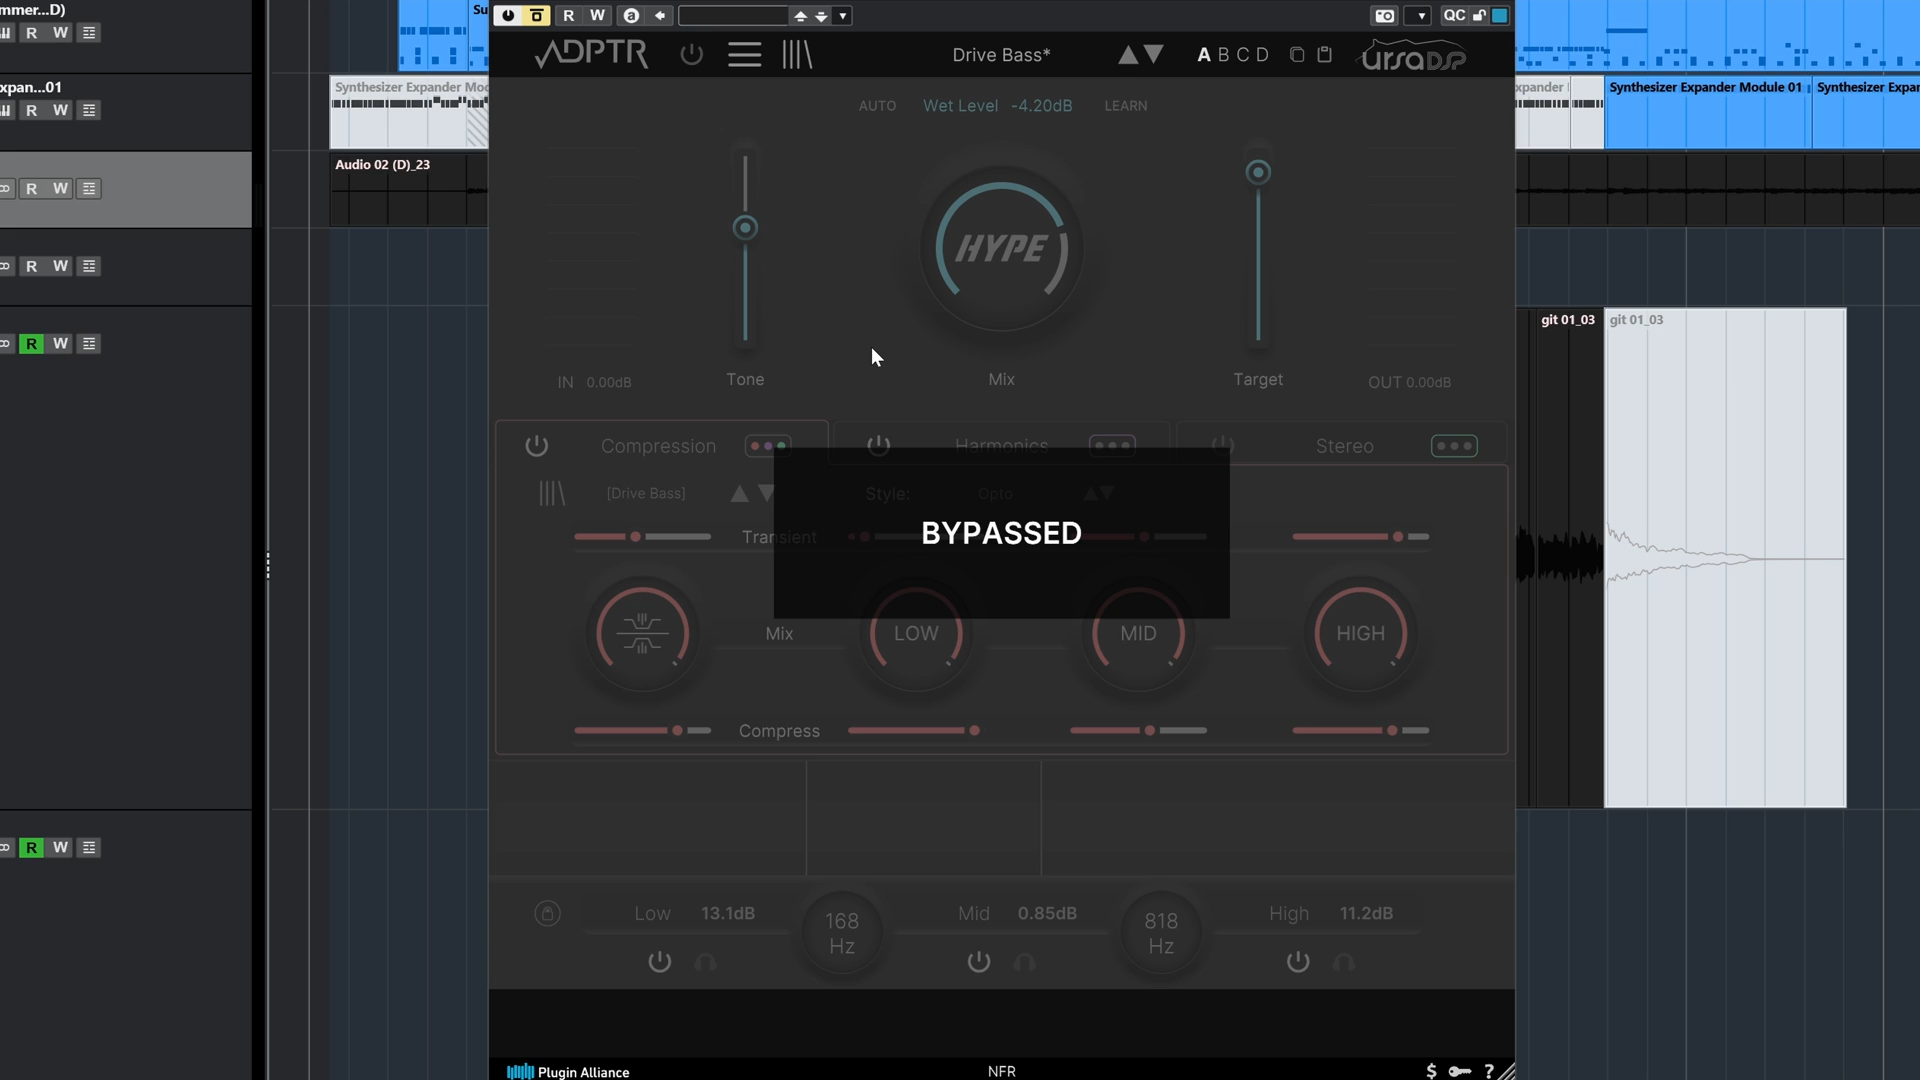 mmer...D)
Su
R W
QC
R W
ADPTR
Drive Bass*
A B C D
ursa DSP
xpan...01
R W
Synthesizer Expander Mod
xpander
Synthesizer Expander Module 01
Synthesizer Expan
AUTO Wet Level -4.20dB LEARN
Audio 02 (D)_23
R W
HYPE
R W
git 01_03
git 01_03
R W
IN 0.00dB
Tone
Mix
Target
OUT 0.00dB
Compression
Harmonics
Stereo
[Drive Bass]
Style: Opto
Transient
BYPASSED
Mix
LOW
MID
HIGH
Compress
R W
Low 13.1dB
168 Hz
Mid 0.85dB
818 Hz
High 11.2dB
Plugin Alliance
NFR
$ ?